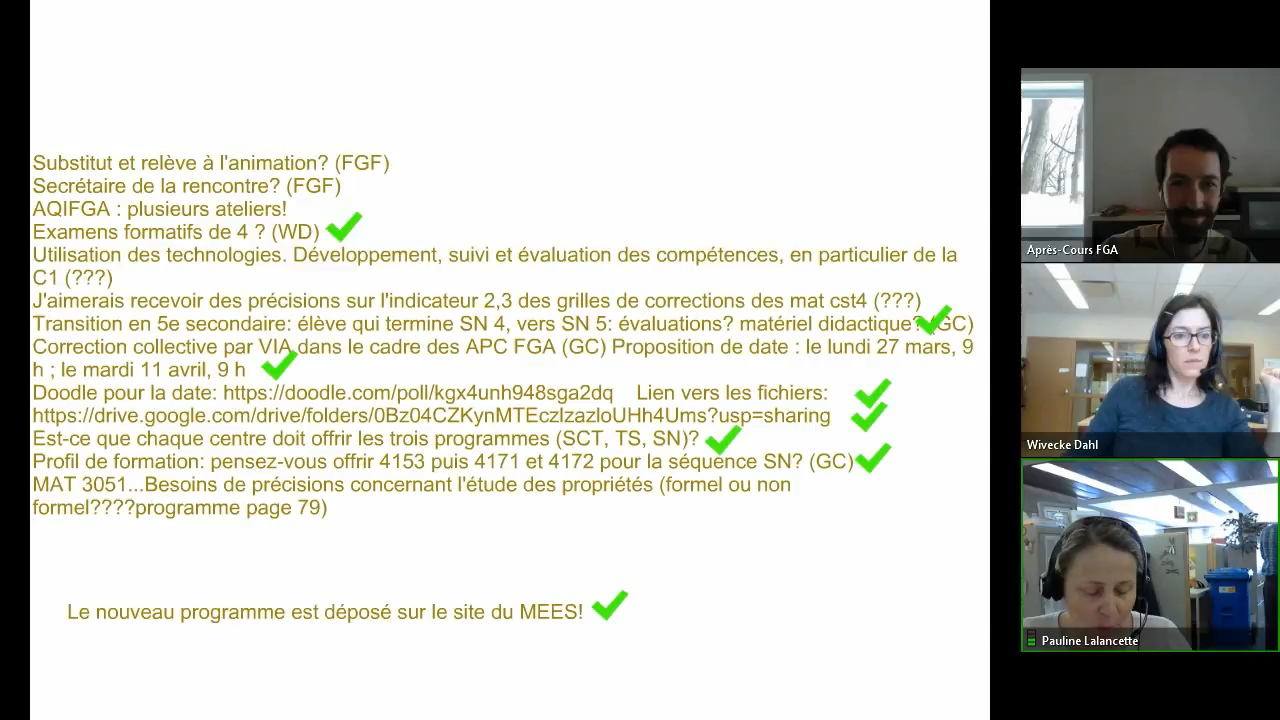 Substitut et relève à l'animation? (FGF)
Secrétaire de la rencontre? (FGF)
AQIFGA : plusieurs ateliers!
Examens formatifs de 4 ? (WD)
Utilisation des technologies. Développement, suivi et évaluation des compétences, en particulier de la
C1 (???)
J'aimerais recevoir des précisions sur l'indicateur 2,3 des grilles de corrections des mat cst4 (???)
Transition en 5e secondaire: élève qui termine SN 4, vers SN 5: évaluations? matériel didactique? (GC)
Correction collective par VIA dans le cadre des APC FGA (GC) Proposition de date : le lundi 27 mars, 9
h ; le mardi 11 avril, 9 h
Doodle pour la date: https://doodle.com/poll/kgx4unh948sga2dq Lien vers les fichiers:
https://drive.google.com/drive/folders/0Bz04CZKynMTEczIzazloUHh4Ums?usp=sharing
Est-ce que chaque centre doit offrir les trois programmes (SCT, TS, SN)?
Profil de formation: pensez-vous offrir 4153 puis 4171 et 4172 pour la séquence SN? (GC)
MAT 3051...Besoins de précisions concernant l'étude des propriétés (formel ou non
formel????programme page 79)
Le nouveau programme est déposé sur le site du MEES!
Après-Cours FGA
Wivecke Dahl
Pauline Lalancette